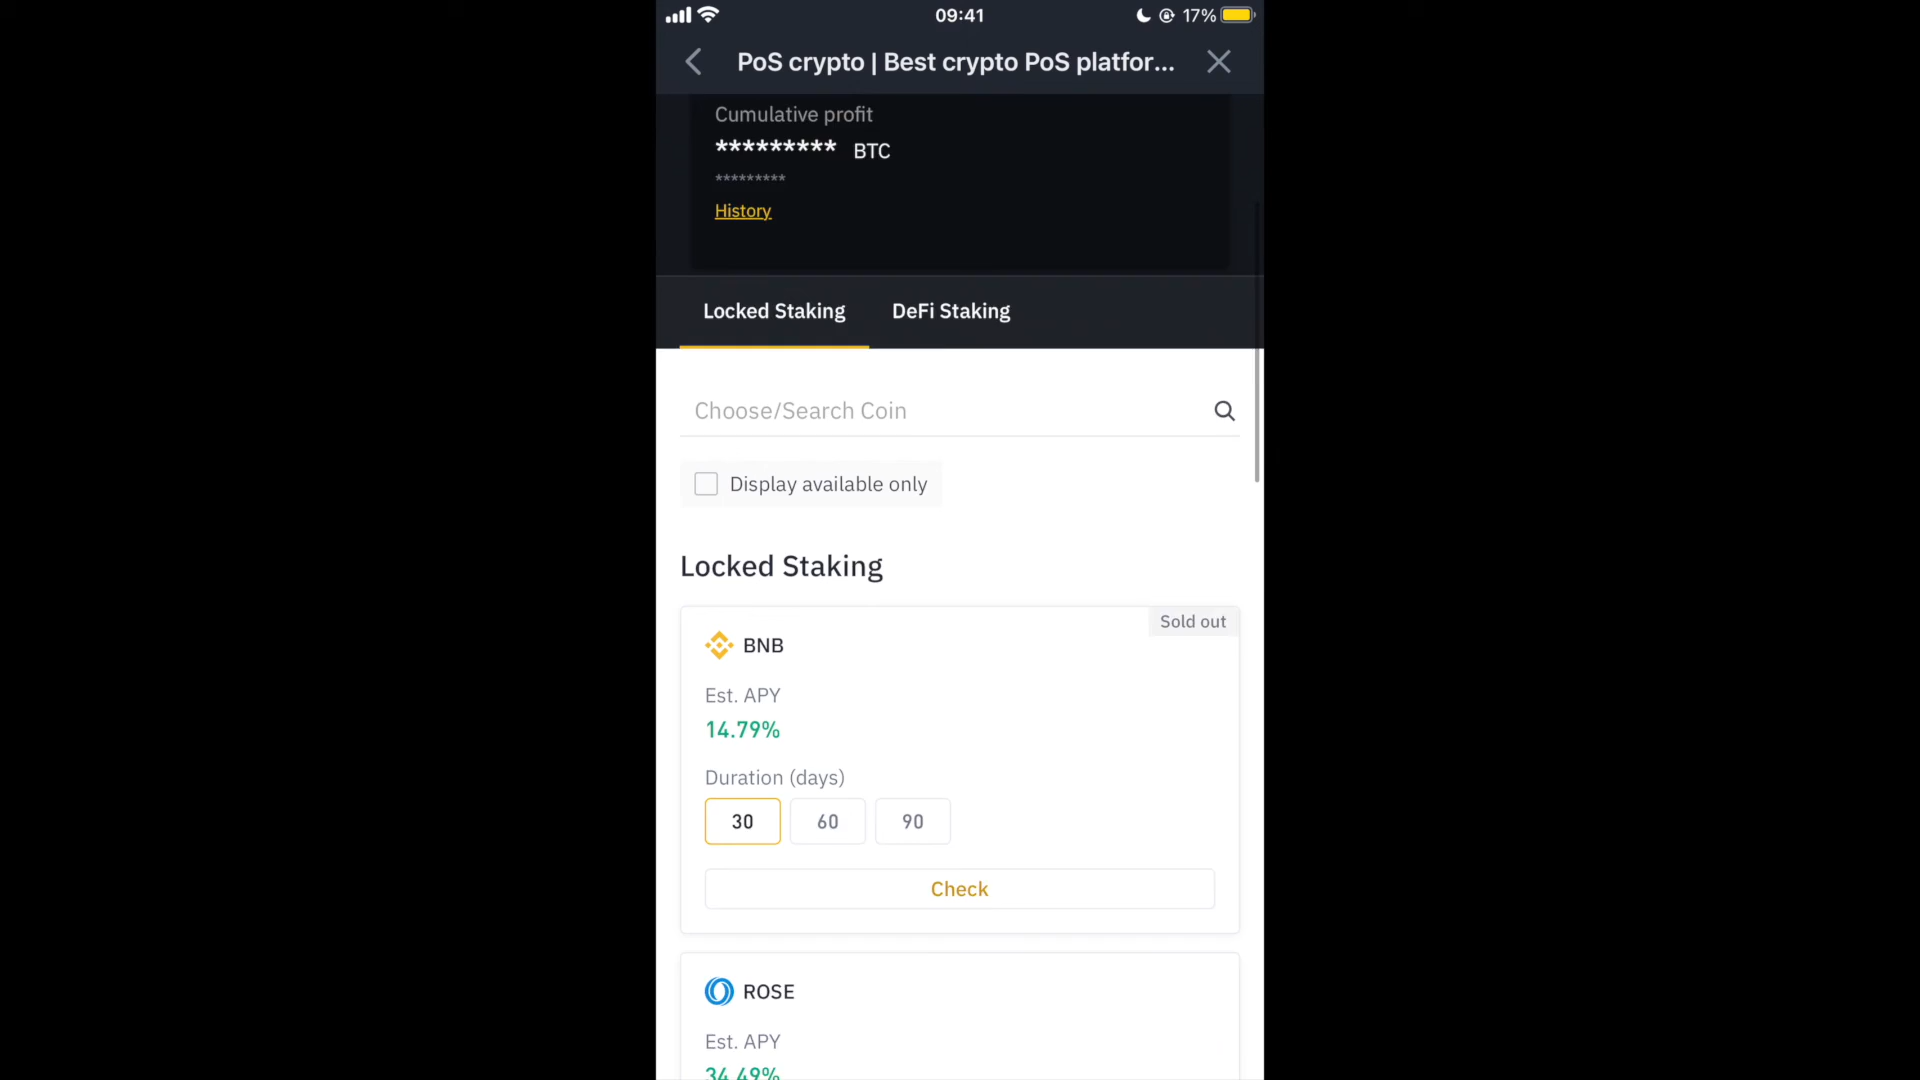 09:41
17%
PoS crypto | Best crypto PoS platfor...
Cumulative profit
********* BTC
*********
History
Locked Staking
DeFi Staking
Choose/Search Coin
Display available only
Locked Staking
Sold out
BNB
Est. APY
14.79%
Duration (days)
30
60
90
Check
ROSE
Est. APY
34.49%